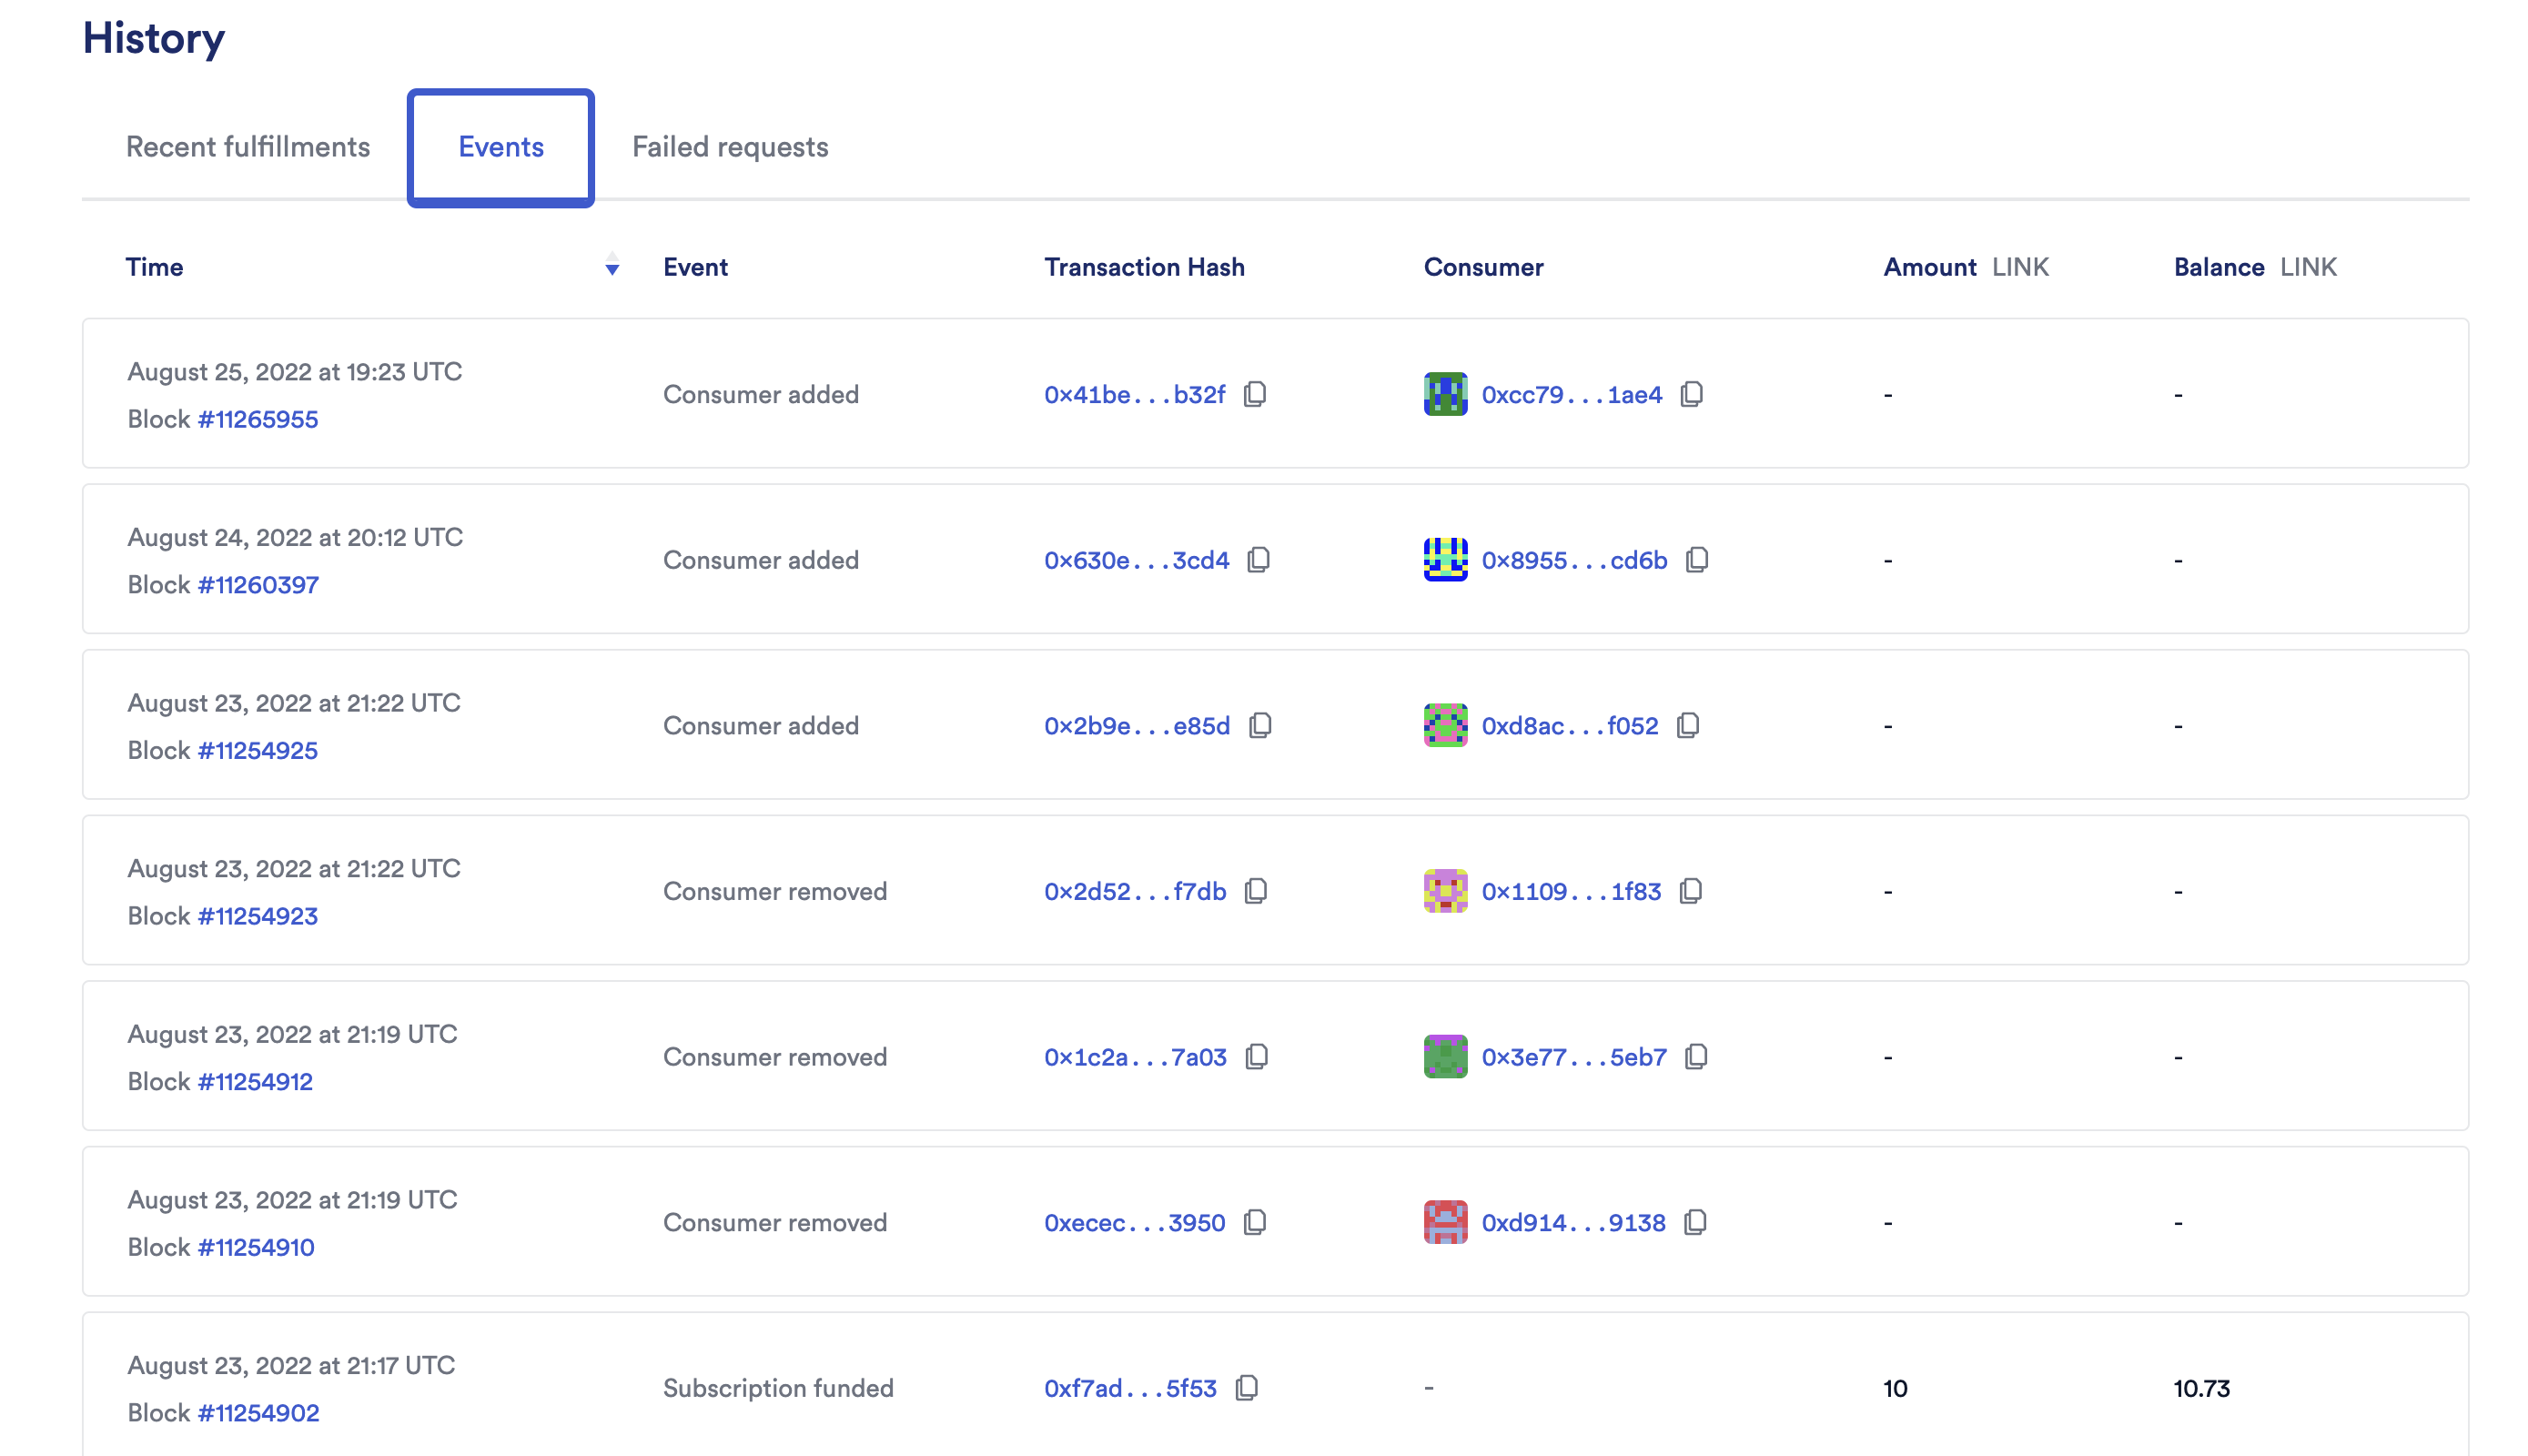 History
Recent fulfillments Events Failed requests
Time Event Transaction Hash Consumer Amount LINK Balance LINK
August 25, 2022 at 19:23 UTC
Block #11265955
Consumer added 0x41be...b32f 0xcc79...1ae4 - -
August 24, 2022 at 20:12 UTC
Block #11260397
Consumer added 0x630e...3cd4 0x8955...cd6b - -
August 23, 2022 at 21:22 UTC
Block #11254925
Consumer added 0x2b9e...e85d 0xd8ac...f052 - -
August 23, 2022 at 21:22 UTC
Block #11254923
Consumer removed 0x2d52...f7db 0x1109...1f83 - -
August 23, 2022 at 21:19 UTC
Block #11254912
Consumer removed 0x1c2a...7a03 0x3e77...5eb7 - -
August 23, 2022 at 21:19 UTC
Block #11254910
Consumer removed 0xecec...3950 0xd914...9138 - -
August 23, 2022 at 21:17 UTC
Block #11254902
Subscription funded 0xf7ad...5f53 - 10 10.73